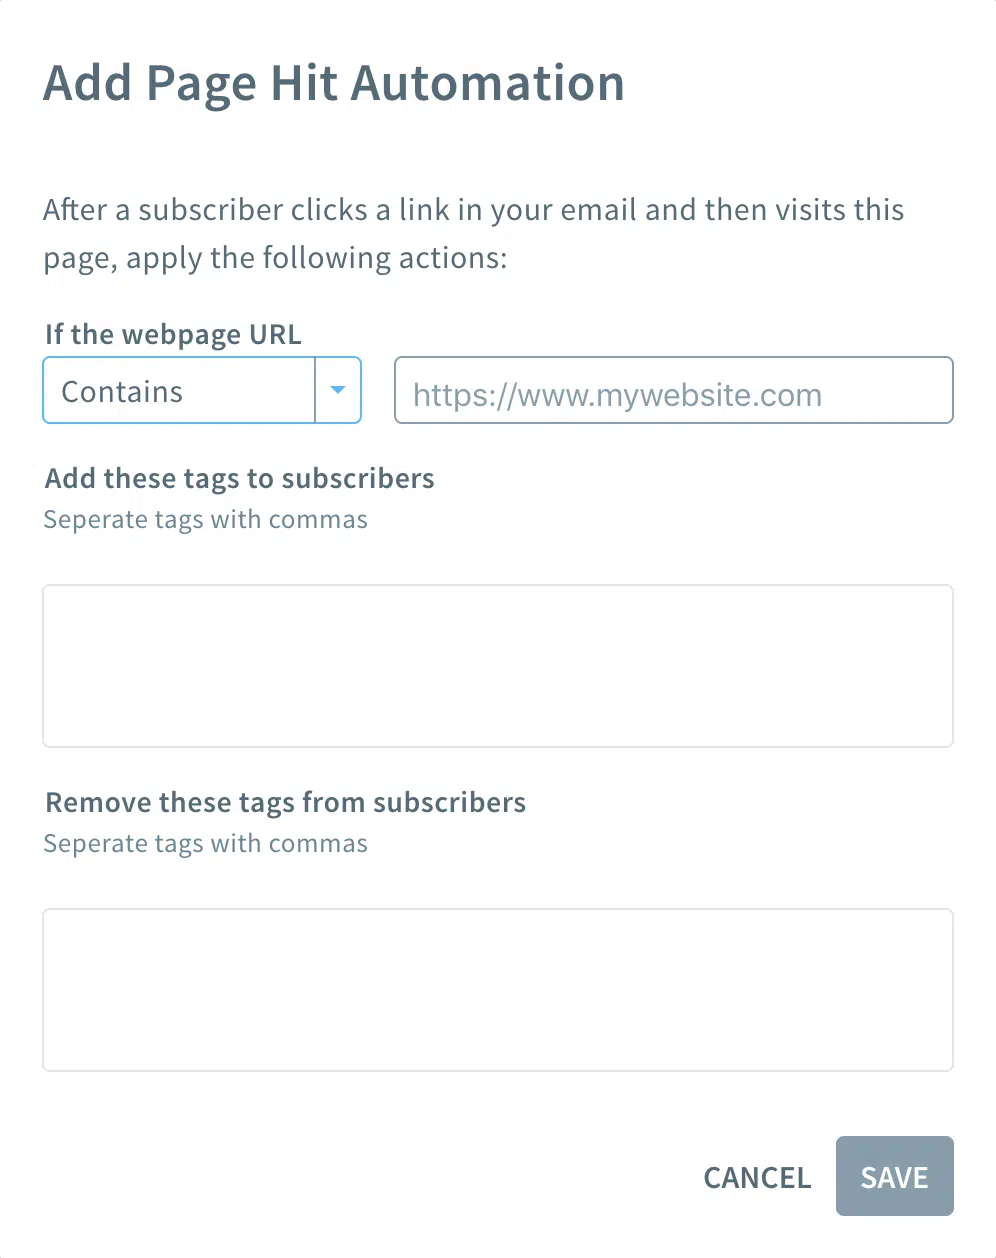 Add Page Hit Automation
After a subscriber clicks a link in your email and then visits this
page, apply the following actions:
If the webpage URL
Contains
https://www.mywebsite.com
Add these tags to subscribers
Seperate tags with commas
Remove these tags from subscribers
Seperate tags with commas
CANCEL
SAVE